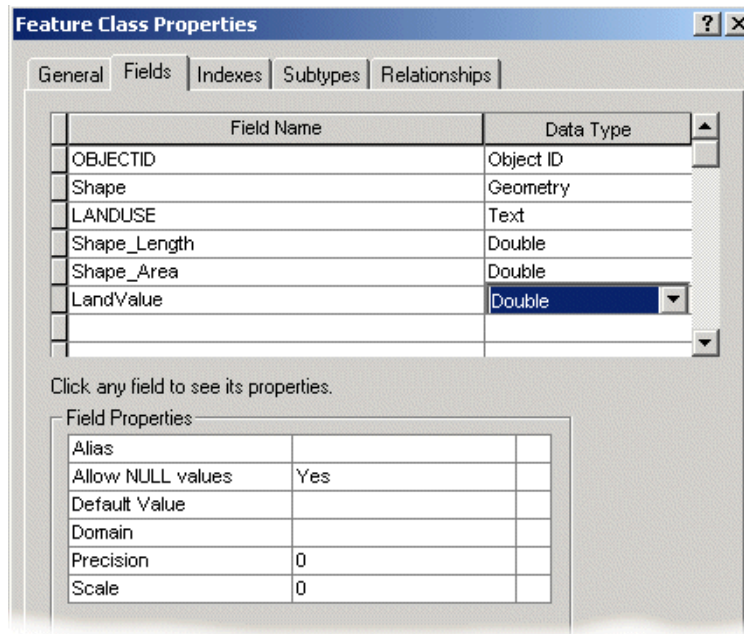 Feature Class Properties
General Fields Indexes Subtypes Relationships
Field Name Data Type
OBJECTID Object ID
Shape Geometry
LANDUSE Text
Shape_Length Double
Shape_Area Double
LandValue Double
Click any field to see its properties.
Field Properties
Alias
Allow NULL values Yes
Default Value
Domain
Precision 0
Scale 0